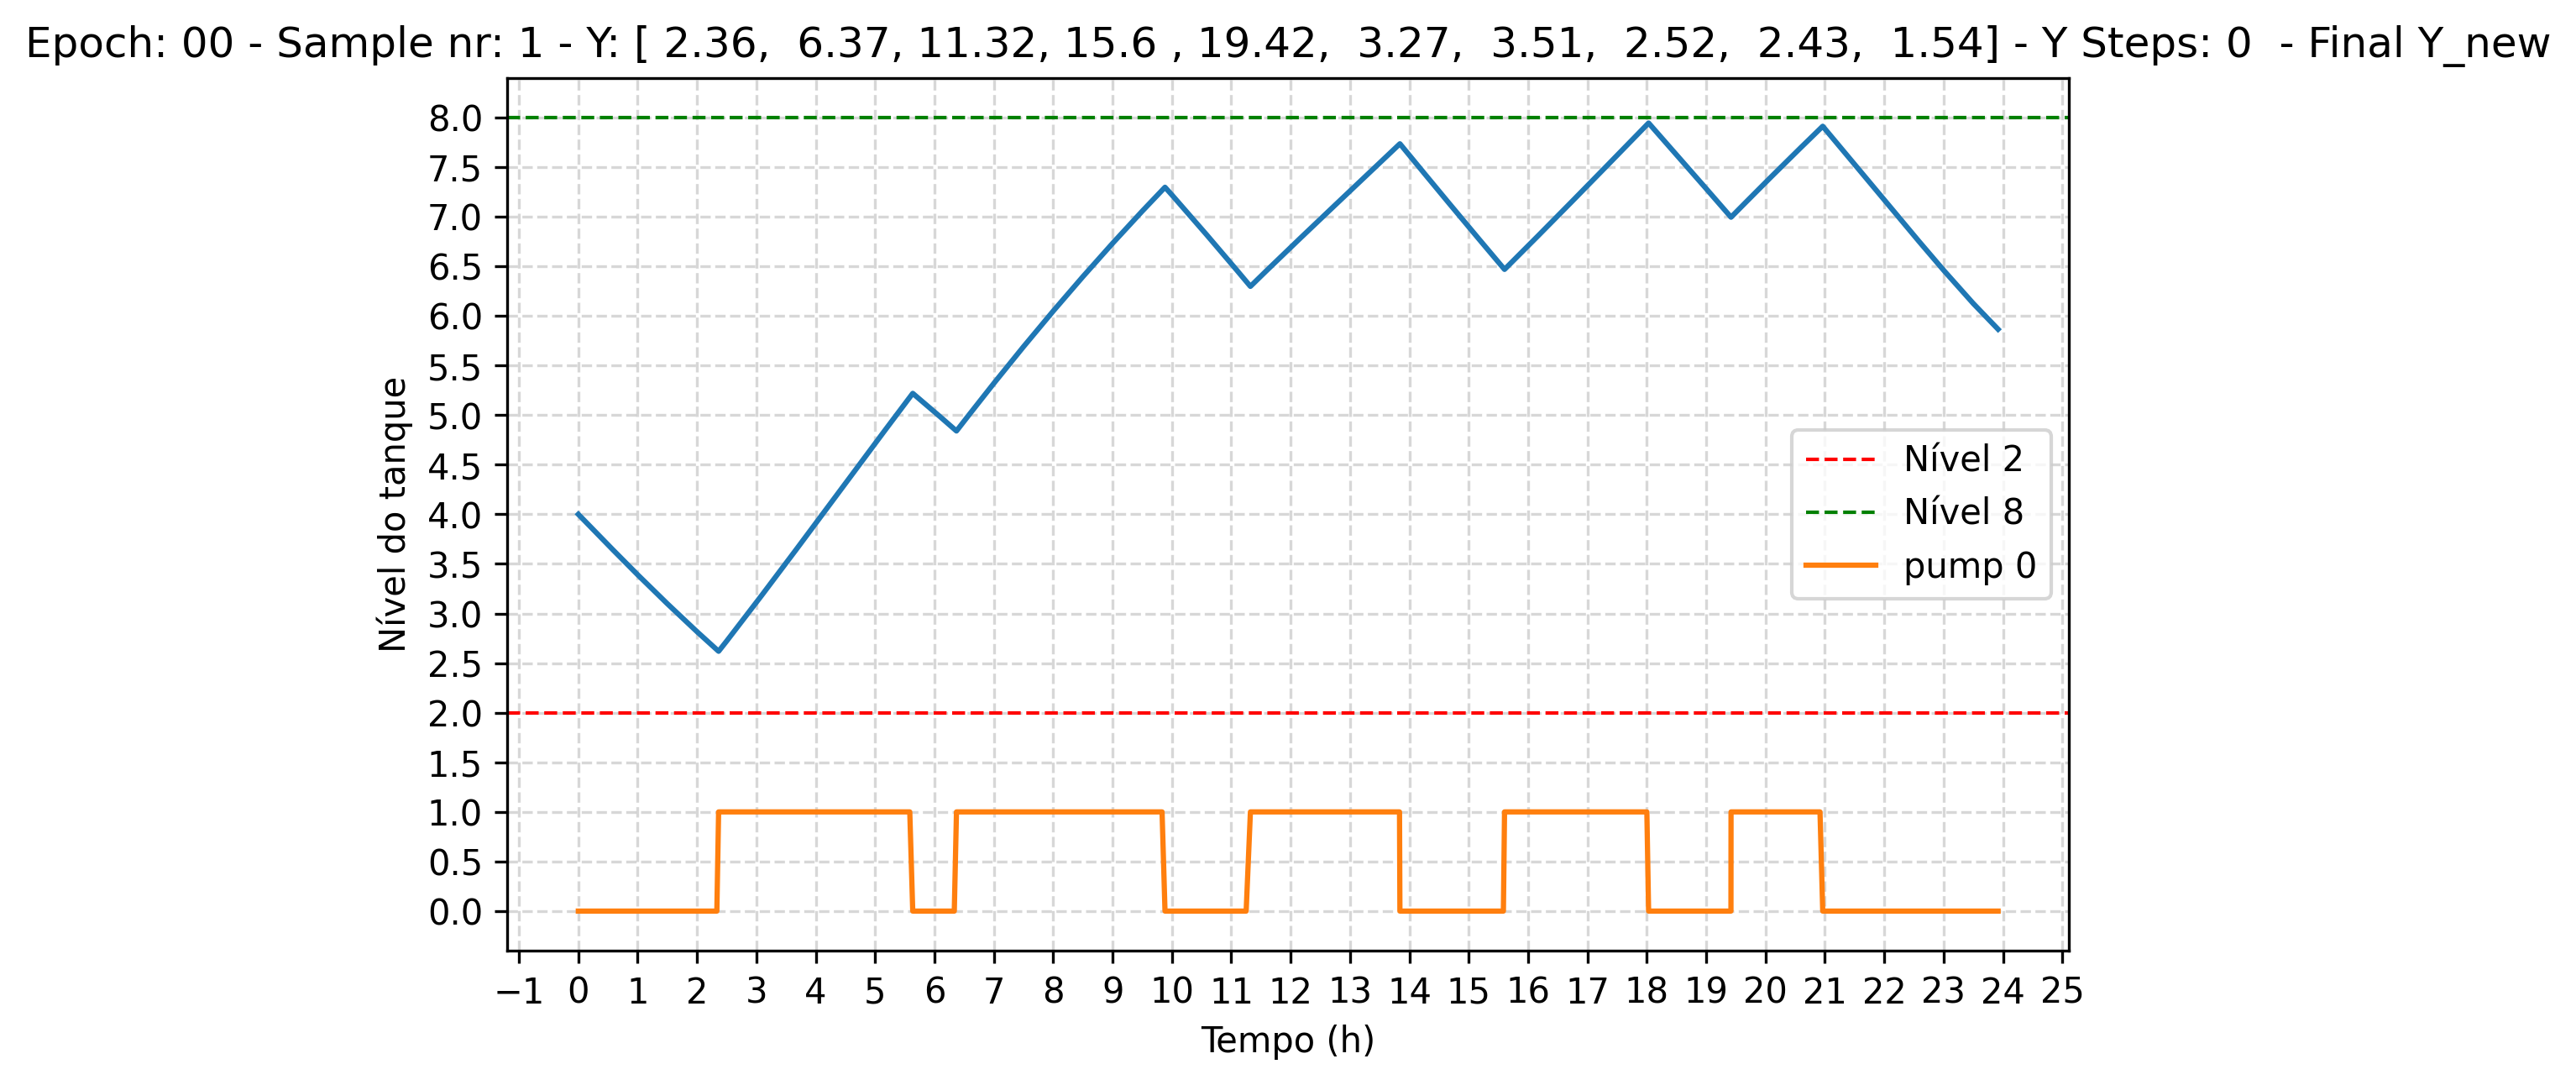 Epoch: 00 - Sample nr: 1 - Y: [ 2.36,  6.37, 11.32, 15.6 , 19.42,  3.27,  3.51,  2.52,  2.43,  1.54] - Y Steps: 0  - Final Y_new
8.0
7.5
7.0
6.5
6.0
5.5
5.0
4.5
4.0
3.5
3.0
2.5
2.0
1.5
1.0
0.5
0.0
Nível do tanque
Nível 2
Nível 8
pump 0
−1 0 1 2 3 4 5 6 7 8 9 10 11 12 13 14 15 16 17 18 19 20 21 22 23 24 25
Tempo (h)